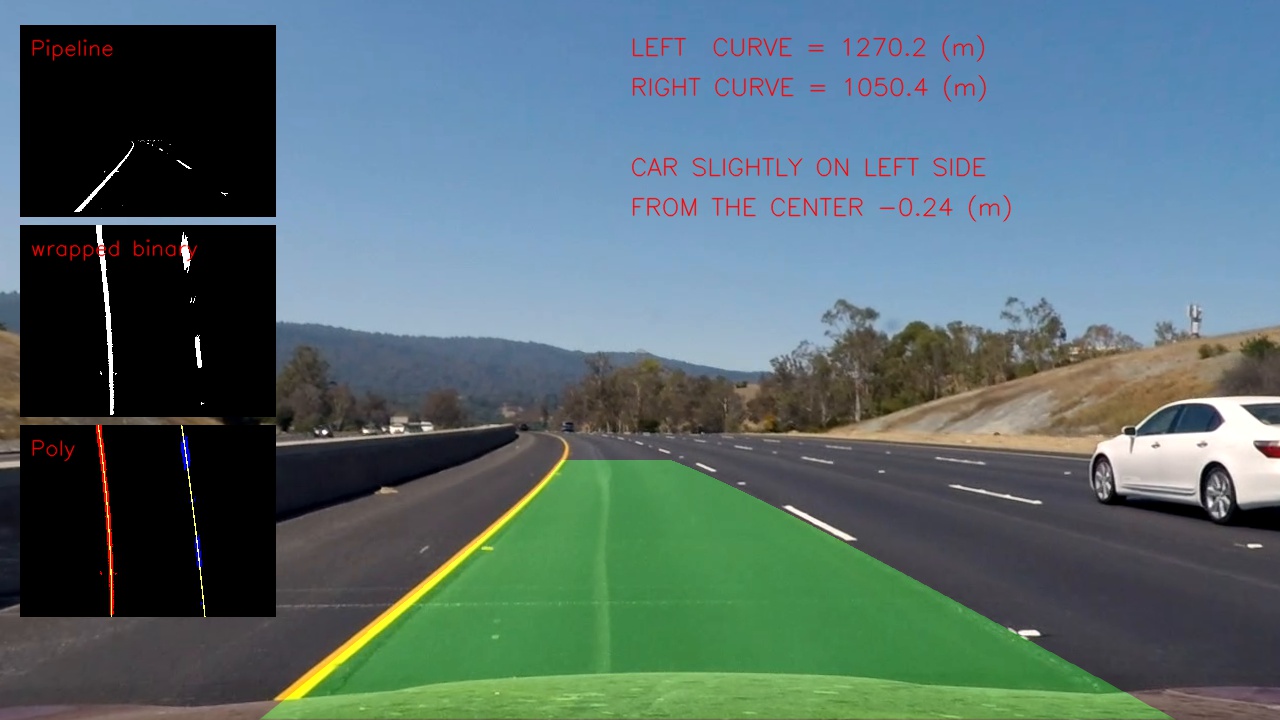 Pipeline
wrapped binary
Poly
LEFT CURVE = 1270.2 (m)
RIGHT CURVE = 1050.4 (m)
CAR SLIGHTLY ON LEFT SIDE
FROM THE CENTER -0.24 (m)